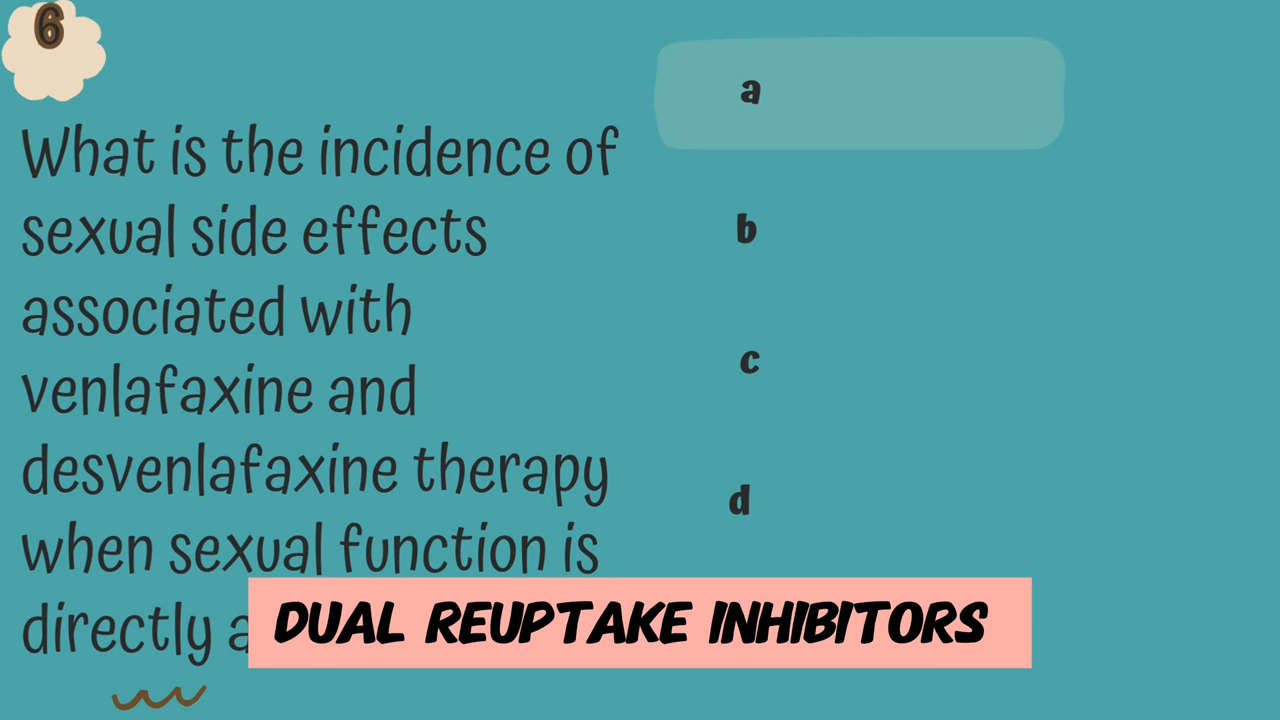 6
What is the incidence of
sexual side effects
associated with
venlafaxine and
desvenlafaxine therapy
when sexual function is
directly
a
b
c
d
DUAL REUPTAKE INHIBITORS